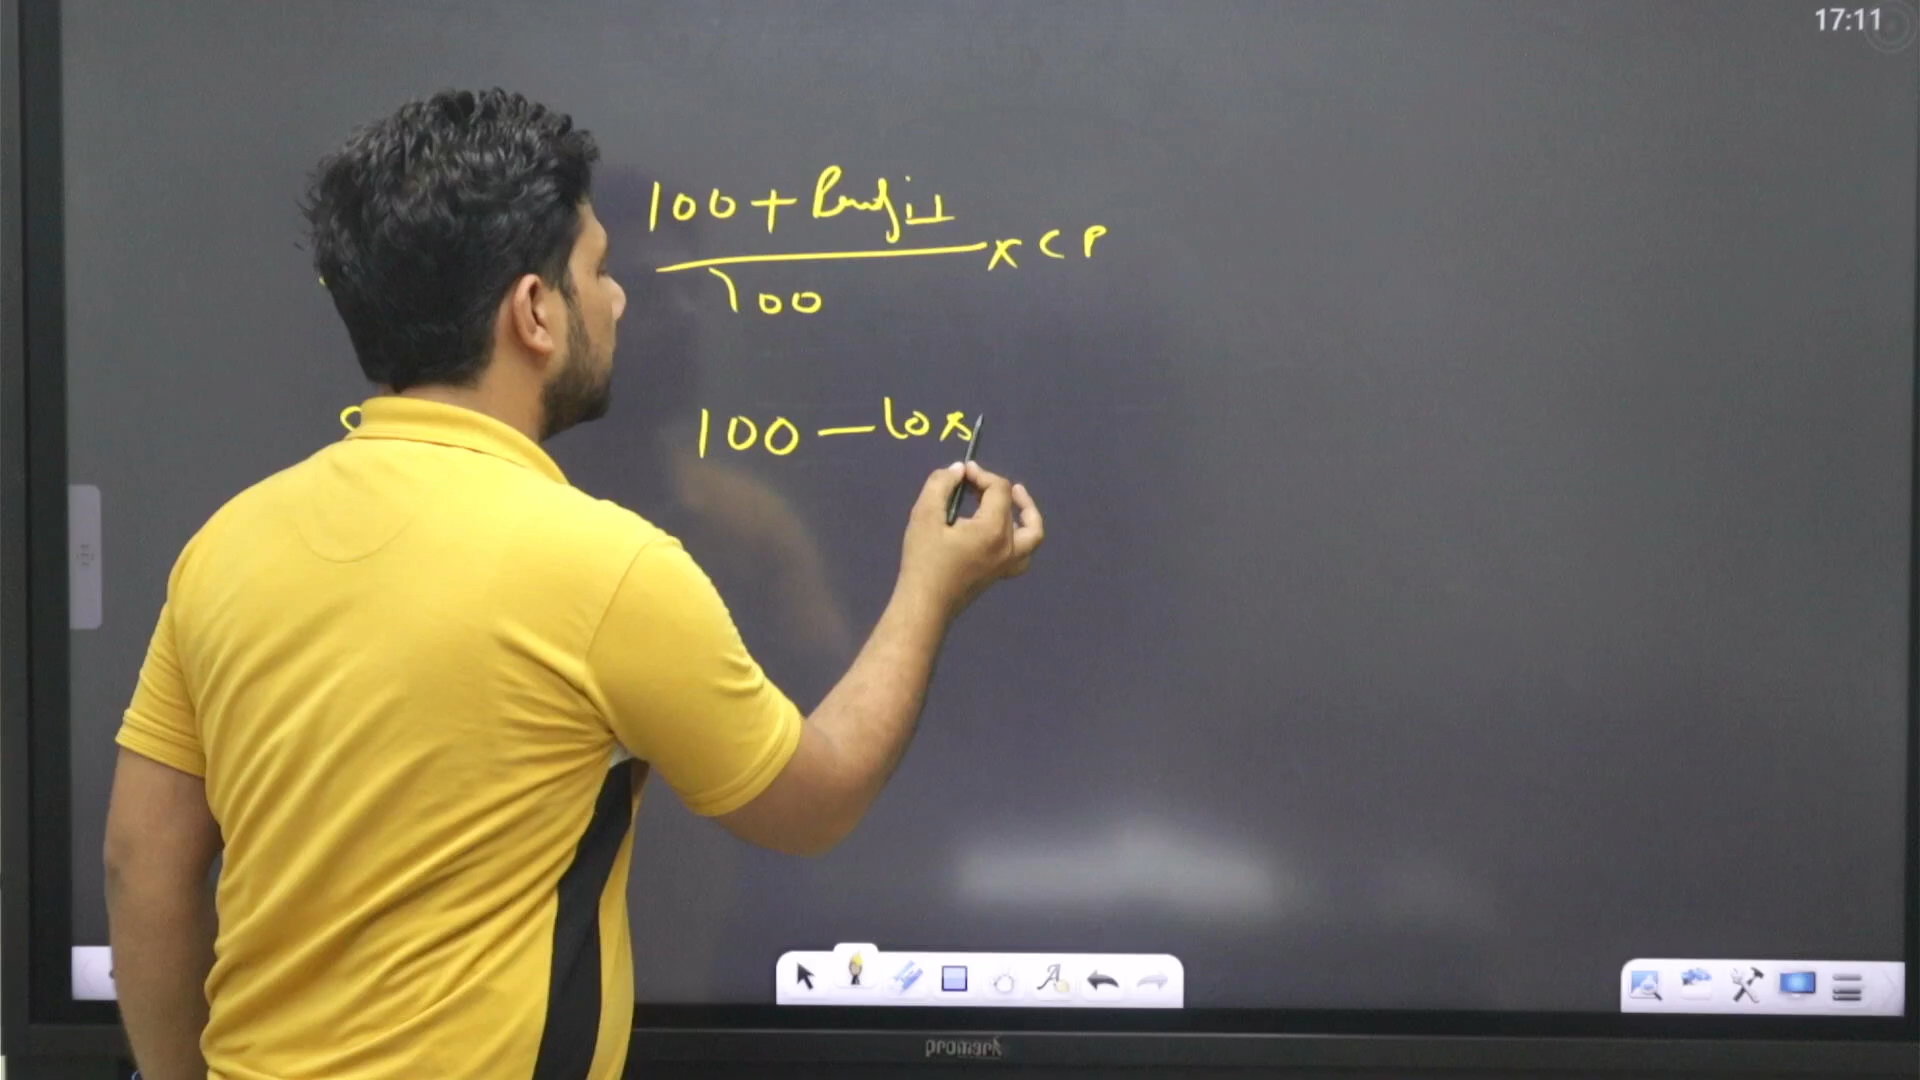 17:11
100 + Profit
× CP
100
100 – loss
promark